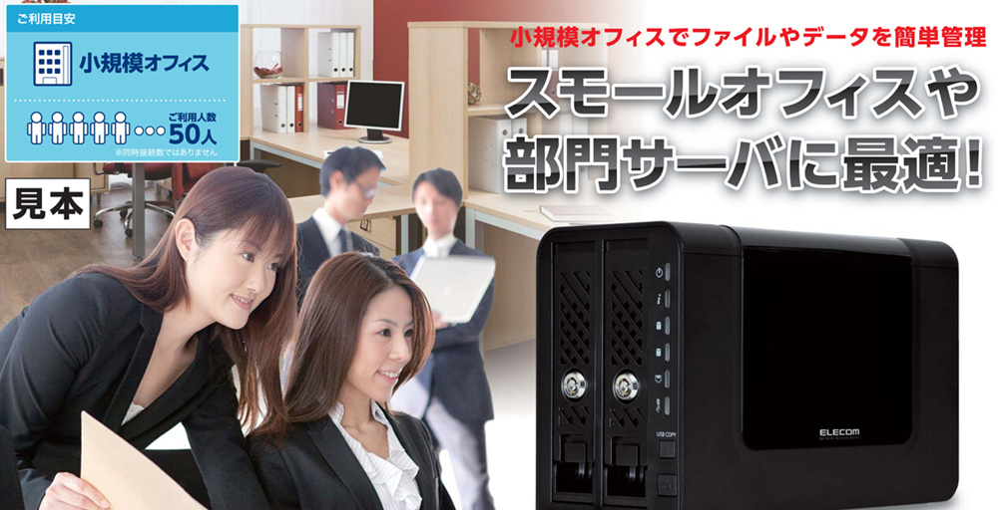 ご利用目安
小規模オフィス
ご利用人数
50人
※同時接続数ではありません
見本
小規模オフィスでファイルやデータを簡単管理
スモールオフィスや
部門サーバに最適!
USB COPY
ELECOM